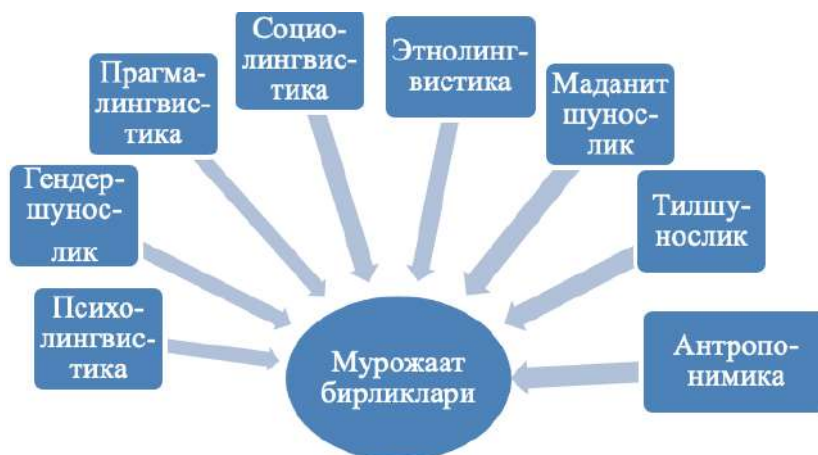 Социо-
лингвис-
тика
Этнолинг-
вистика
Прагма-
лингвис-
тика
Маданит
шунос-
лик
Гендер-
шунос-
лик
Тилшу-
нослик
Психо-
лингвис-
тика
Антропо-
нимика
Мурожаат
бирликлари